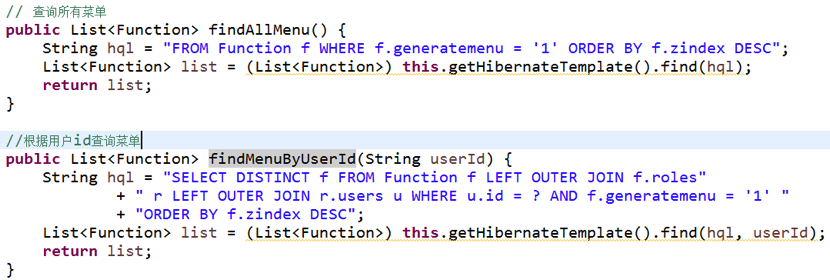 // 查询所有菜单
public List<Function> findAllMenu() {
    String hql = "FROM Function f WHERE f.generatemenu = '1' ORDER BY f.zindex DESC";
    List<Function> list = (List<Function>) this.getHibernateTemplate().find(hql);
    return list;
}
//根据用户id查询菜单
public List<Function> findMenuByUserId(String userId) {
    String hql = "SELECT DISTINCT f FROM Function f LEFT OUTER JOIN f.roles"
            + " r LEFT OUTER JOIN r.users u WHERE u.id = ? AND f.generatemenu = '1' "
            + "ORDER BY f.zindex DESC";
    List<Function> list = (List<Function>) this.getHibernateTemplate().find(hql, userId);
    return list;
}